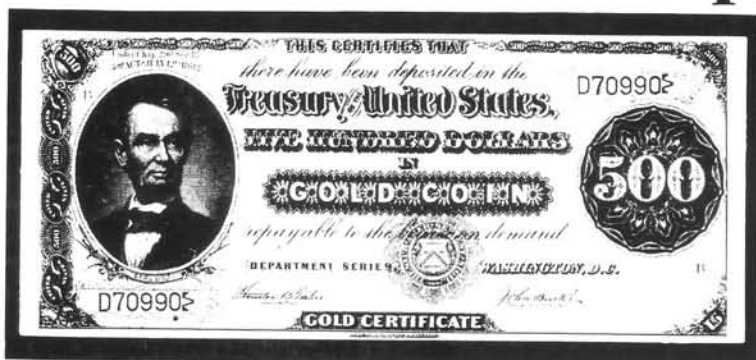 THIS CERTIFIES THAT
500
there have been deposited in the
Treasury of the United States,
D70990
B
FIVE HUNDRED DOLLARS
IN
GOLD COIN
500
repayable to the bearer on demand
DEPARTMENT SERIES
WASHINGTON, D.C.
B
D70990
GOLD CERTIFICATE